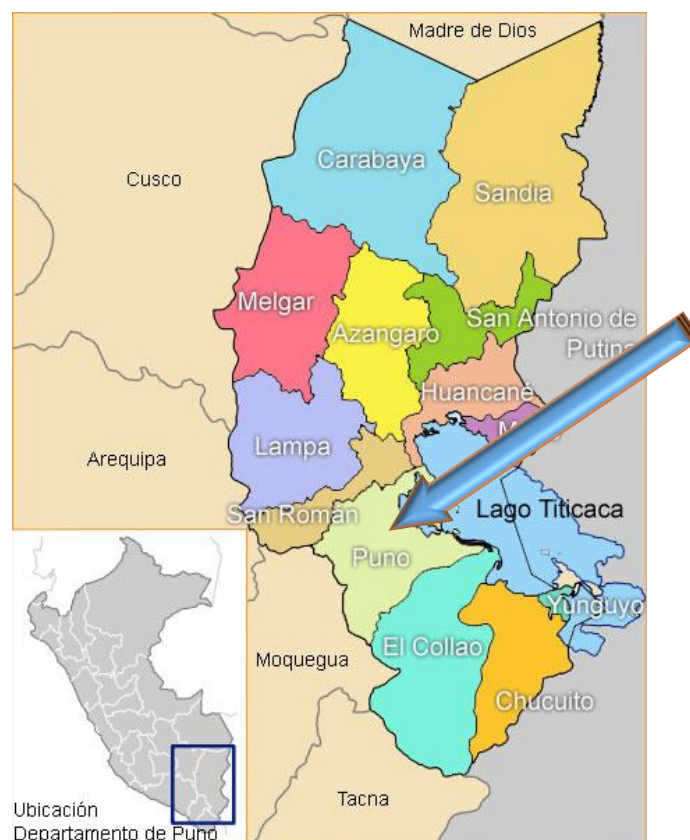 Madre de Dios
Carabaya
Cusco
Sandia
Melgar
San Antonio de
Azangaro
Huancané
Lampa
Arequipa
San Román
Lago Titicaca
Puno
Yunguyo
El Collao
Moquegua
Chucuito
Tacna
Ubicación
Departamento de Puno